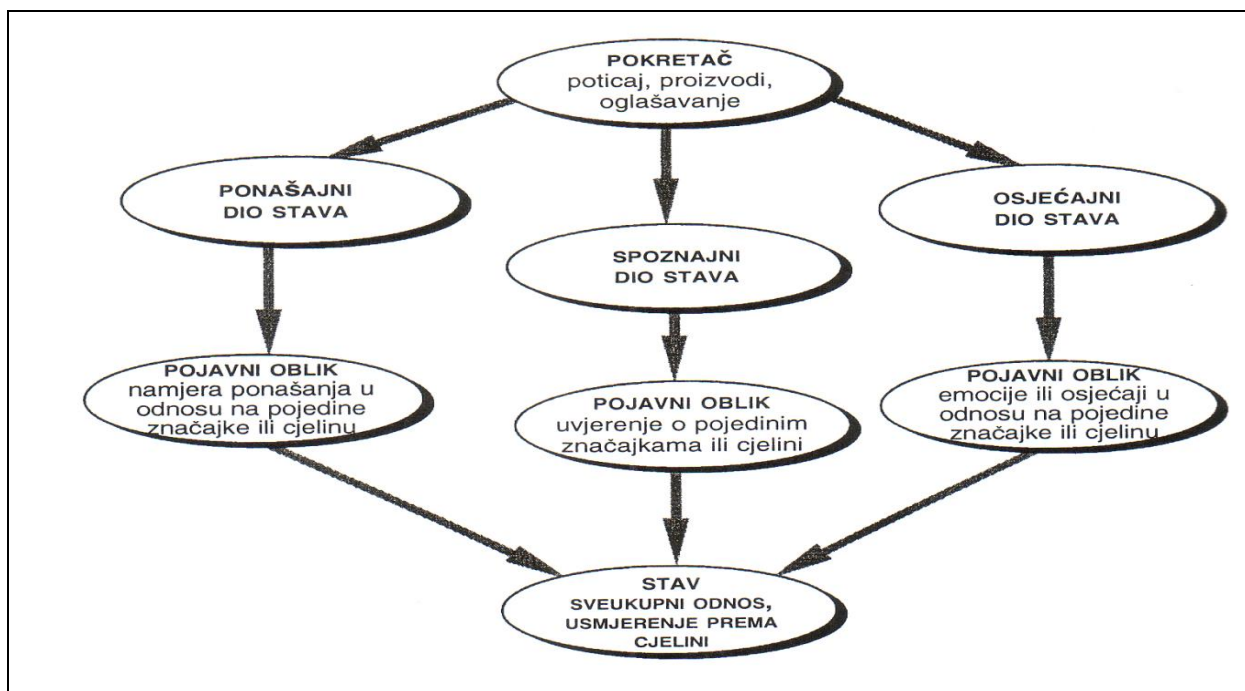 POKRETAČ
poticaj, proizvodi,
oglašavanje
PONAŠAJNI
DIO STAVA
SPOZNAJNI
DIO STAVA
OSJEĆAJNI
DIO STAVA
POJAVNI OBLIK
namjera ponašanja u
odnosu na pojedine
značajke ili cjelinu
POJAVNI OBLIK
uvjerenje o pojedinim
značajkama ili cjelini
POJAVNI OBLIK
emocije ili osjećaji u
odnosu na pojedine
značajke ili cjelinu
STAV
SVEUKUPNI ODNOS,
USMJERENJE PREMA
CJELINI